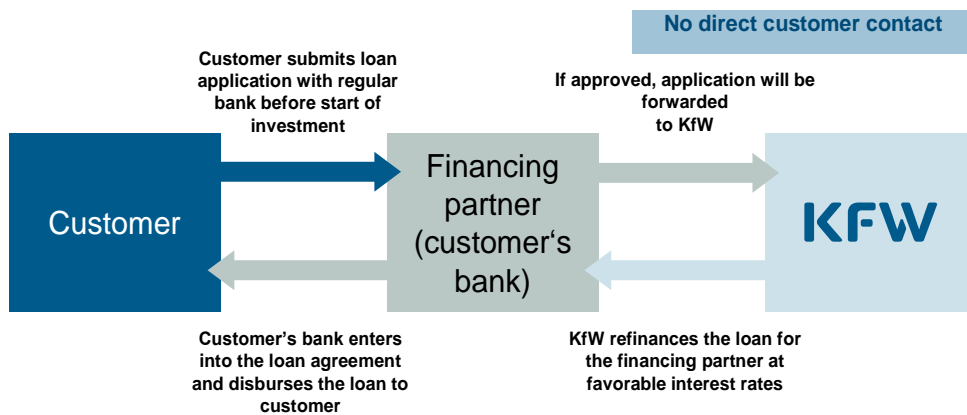 No direct customer contact
Customer submits loan
application with regular
bank before start of
investment
If approved, application will be
forwarded
to KfW
Customer
Financing
partner
(customer‘s
bank)
KFW
Customer’s bank enters
into the loan agreement
and disburses the loan to
customer
KfW refinances the loan for
the financing partner at
favorable interest rates